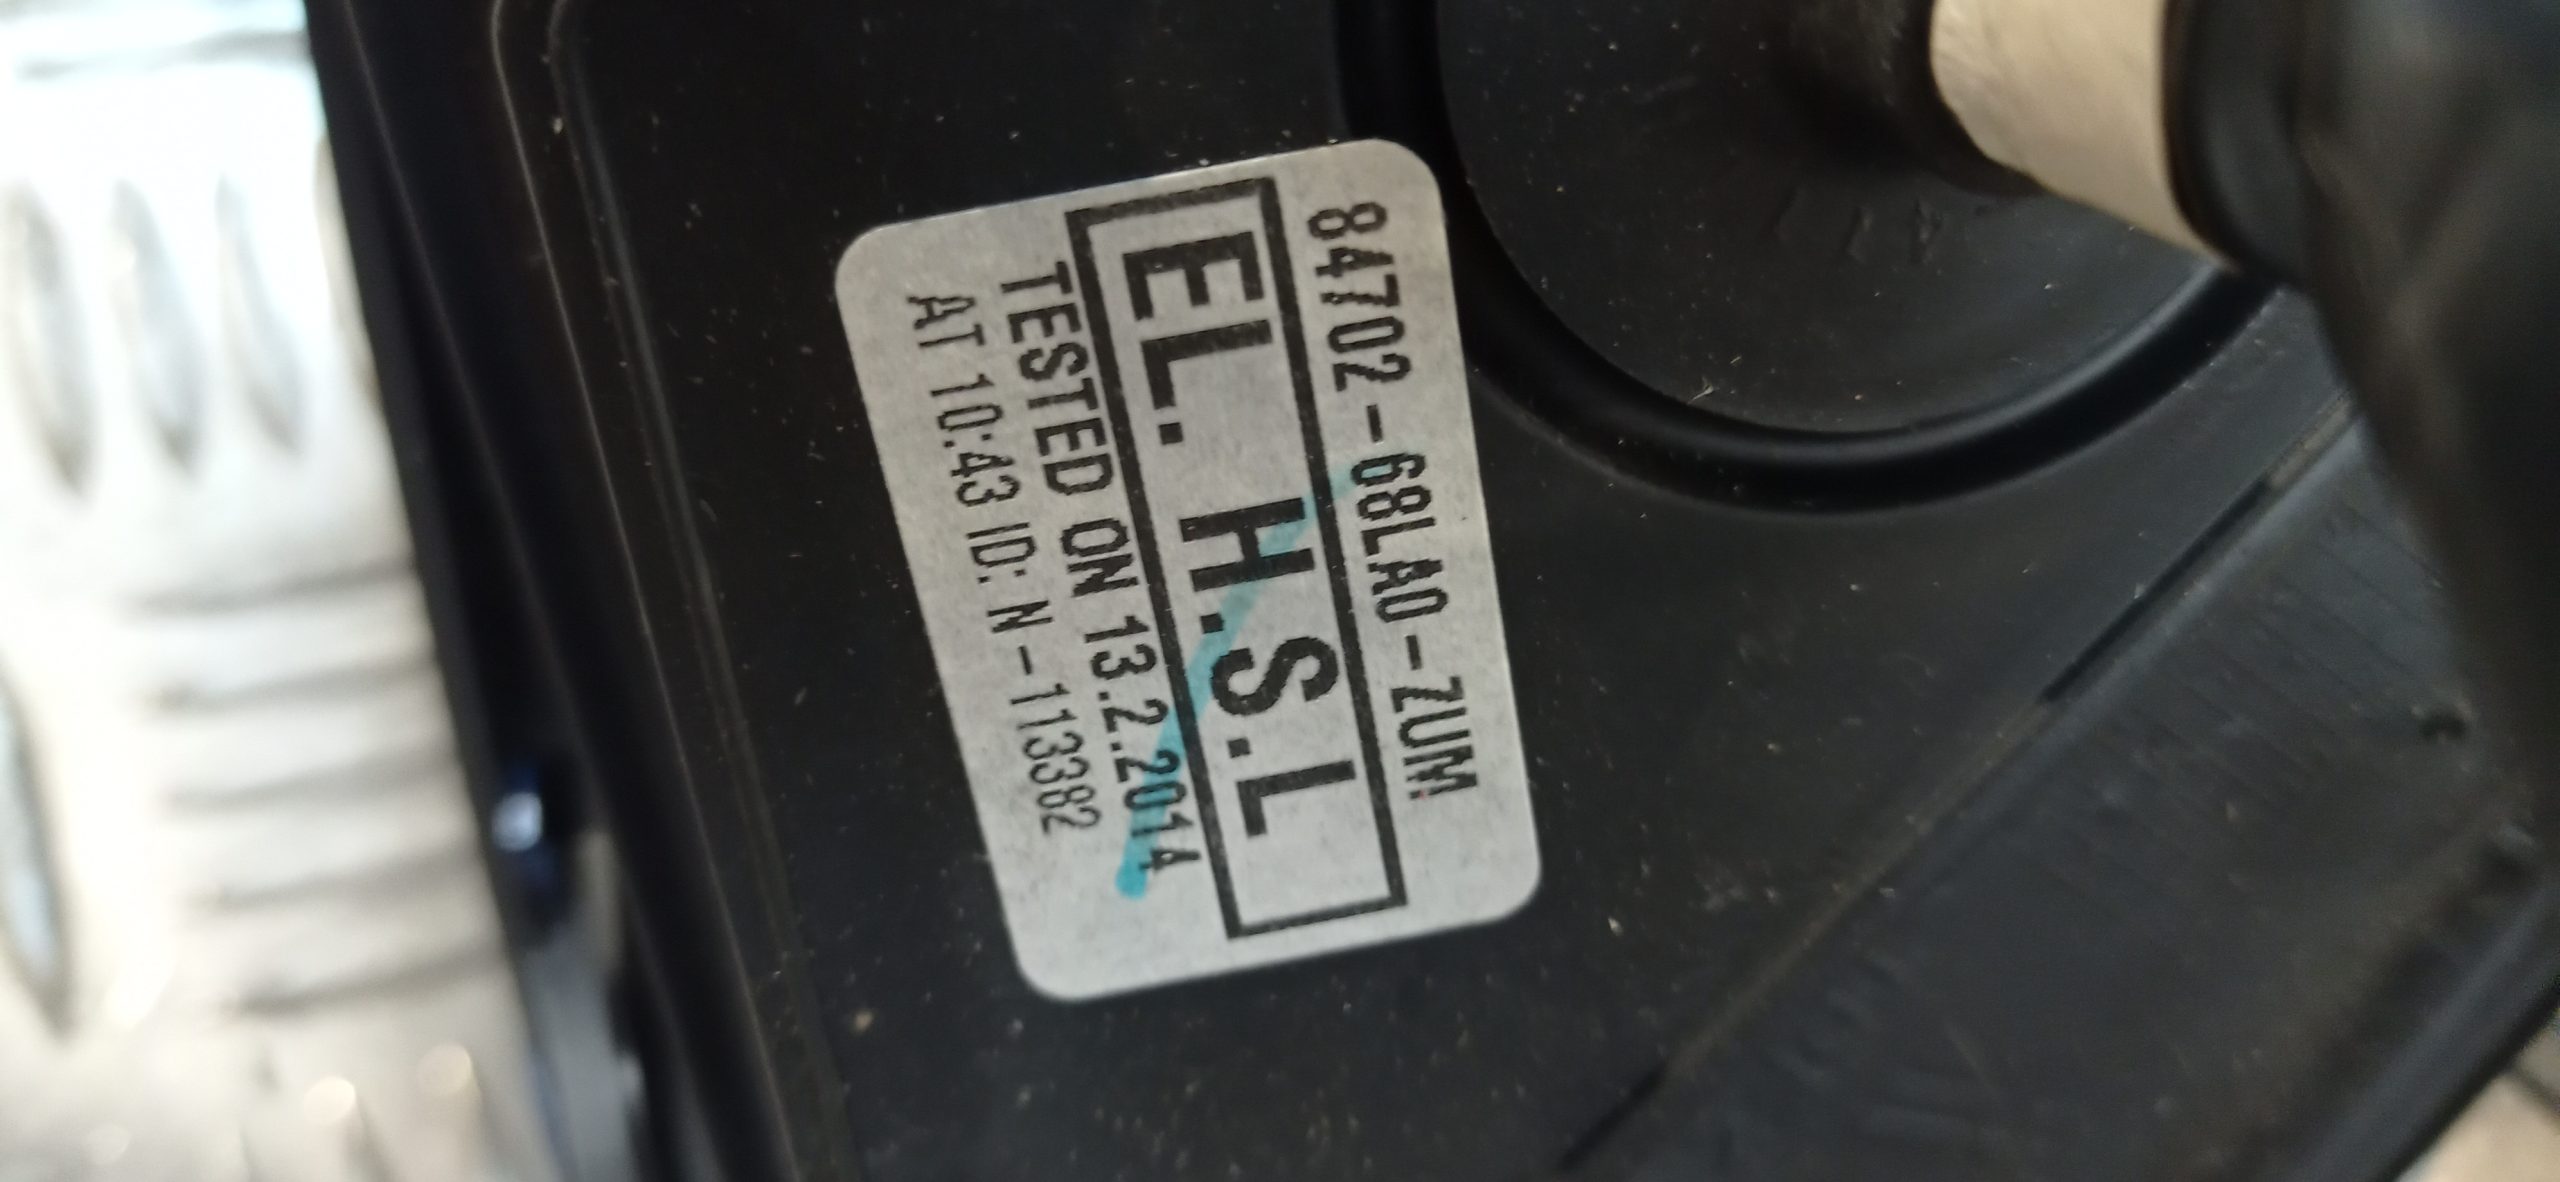 84702-68LA0-ZUM
EL. H.S.L
TESTED ON 13.2.2014
AT 10:43 ID: N-113382